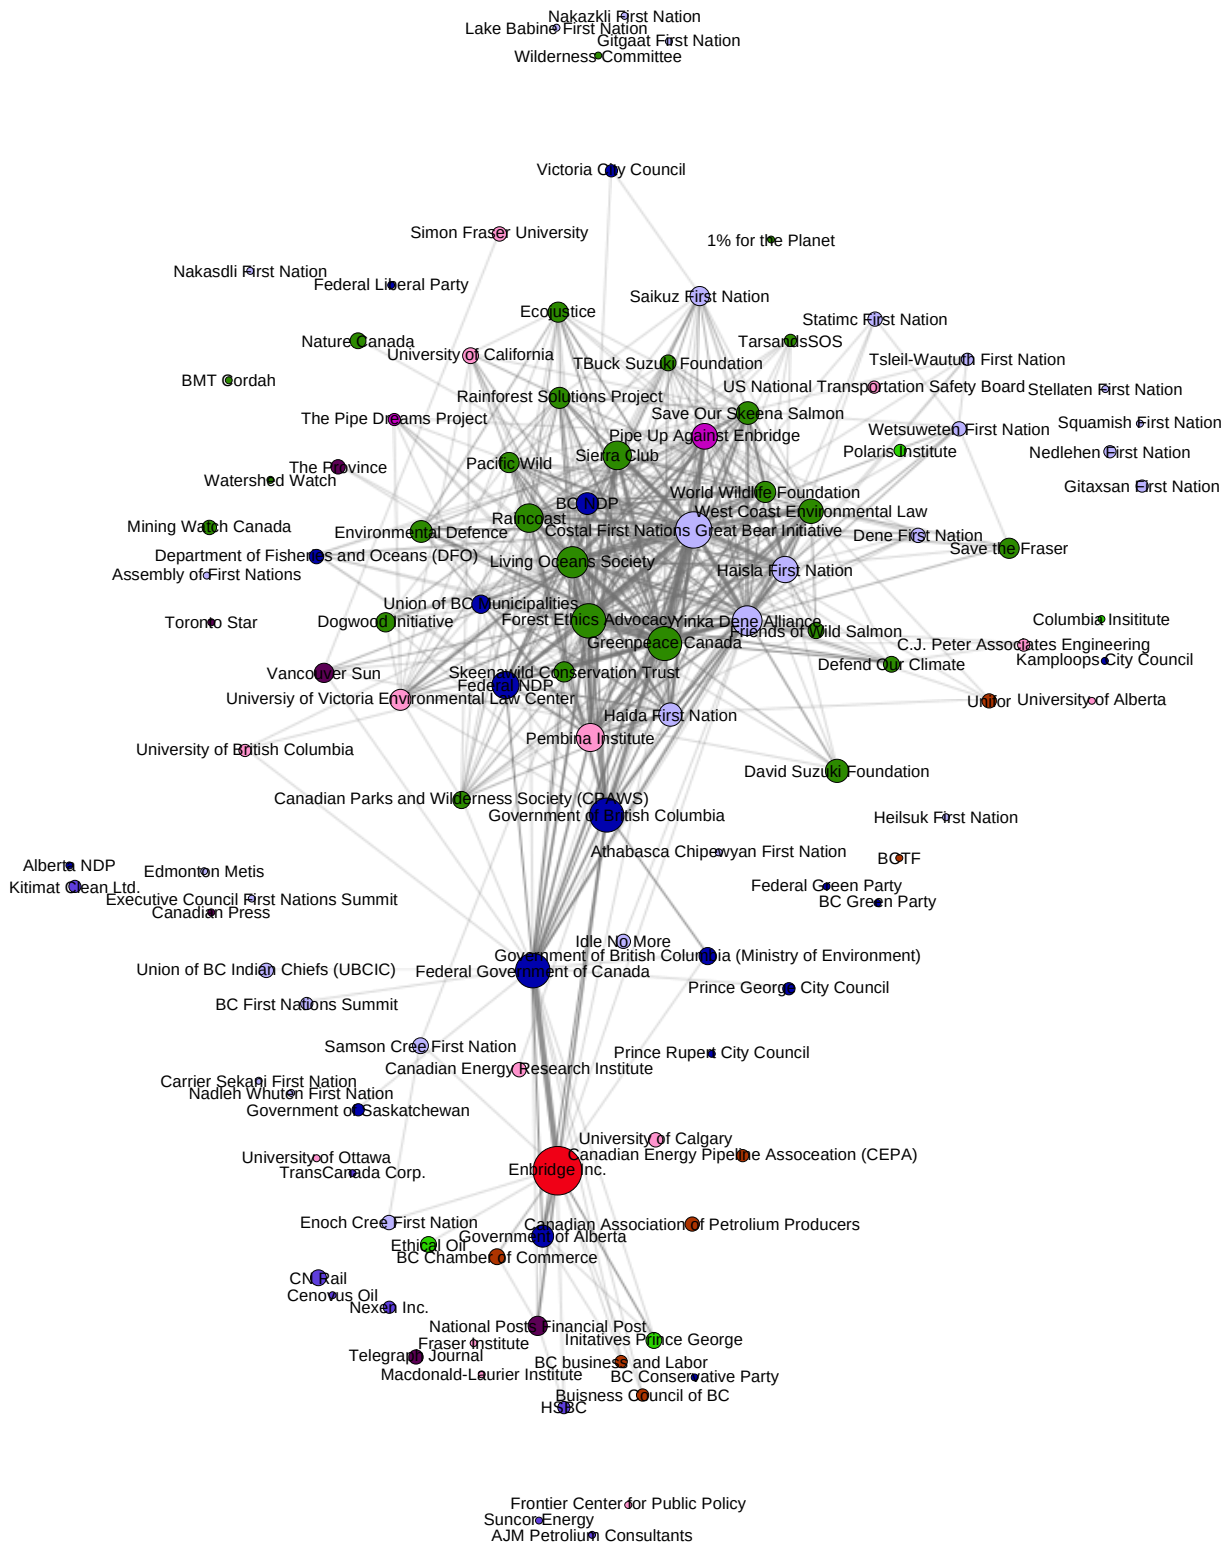 Nakazkli First Nation
Lake Babine First Nation
Gitgaat First Nation
Wilderness Committee
Victoria City Council
Simon Fraser University
1% for the Planet
Nakasdli First Nation
Federal Liberal Party
Saikuz First Nation
Ecojustice
Statimc First Nation
Nature Canada
TarsandsSOS
University of California
TBuck Suzuki Foundation
Tsleil-Waututh First Nation
BMT Cordah
US National Transportation Safety Board
Stellaten First Nation
Rainforest Solutions Project
Save Our Skeena Salmon
The Pipe Dreams Project
Squamish First Nation
Wetsuweten First Nation
Pipe Up Against Enbridge
Polaris Institute
Nedlehen First Nation
Sierra Club
Pacific Wild
The Province
Watershed Watch
Gitaxsan First Nation
World Wildlife Foundation
BC NDP
West Coast Environmental Law
Raincoast
Mining Watch Canada
Environmental Defence
Costal First Nations Great Bear Initiative
Dene First Nation
Save the Fraser
Department of Fisheries and Oceans (DFO)
Living Oceans Society
Haisla First Nation
Assembly of First Nations
Union of BC Municipalities
Toronto Star
Dogwood Initiative
Forest Ethics Advocacy
Yinka Dene Alliance
Columbia Insititute
Friends of Wild Salmon
Greenpeace Canada
C.J. Peter Associates Engineering
Kamploops City Council
Defend Our Climate
Vancouver Sun
Skeenawild Conservation Trust
Federal NDP
Universiy of Victoria Environmental Law Center
Unifor
University of Alberta
Haida First Nation
Pembina Institute
University of British Columbia
David Suzuki Foundation
Canadian Parks and Wilderness Society (CPAWS)
Government of British Columbia
Heilsuk First Nation
Athabasca Chipewyan First Nation
BCTF
Alberta NDP
Edmonton Metis
Kitimat Clean Ltd.
Federal Green Party
Executive Council First Nations Summit
BC Green Party
Canadian Press
Idle No More
Government of British Columbia (Ministry of Environment)
Union of BC Indian Chiefs (UBCIC)
Federal Government of Canada
Prince George City Council
BC First Nations Summit
Samson Cree First Nation
Prince Rupert City Council
Canadian Energy Research Institute
Carrier Sekani First Nation
Nadleh Whuten First Nation
Government of Saskatchewan
University of Calgary
Canadian Energy Pipeline Assoceation (CEPA)
University of Ottawa
Enbridge Inc.
TransCanada Corp.
Enoch Cree First Nation
Canadian Association of Petrolium Producers
Government of Alberta
Ethical Oil
BC Chamber of Commerce
CN Rail
Cenovus Oil
Nexen Inc.
National Posts Financial Post
Initatives Prince George
Fraser Institute
Telegraph Journal
BC business and Labor
Macdonald-Laurier Institute
BC Conservative Party
Buisness Council of BC
HSBC
Frontier Center for Public Policy
Suncor Energy
AJM Petrolium Consultants